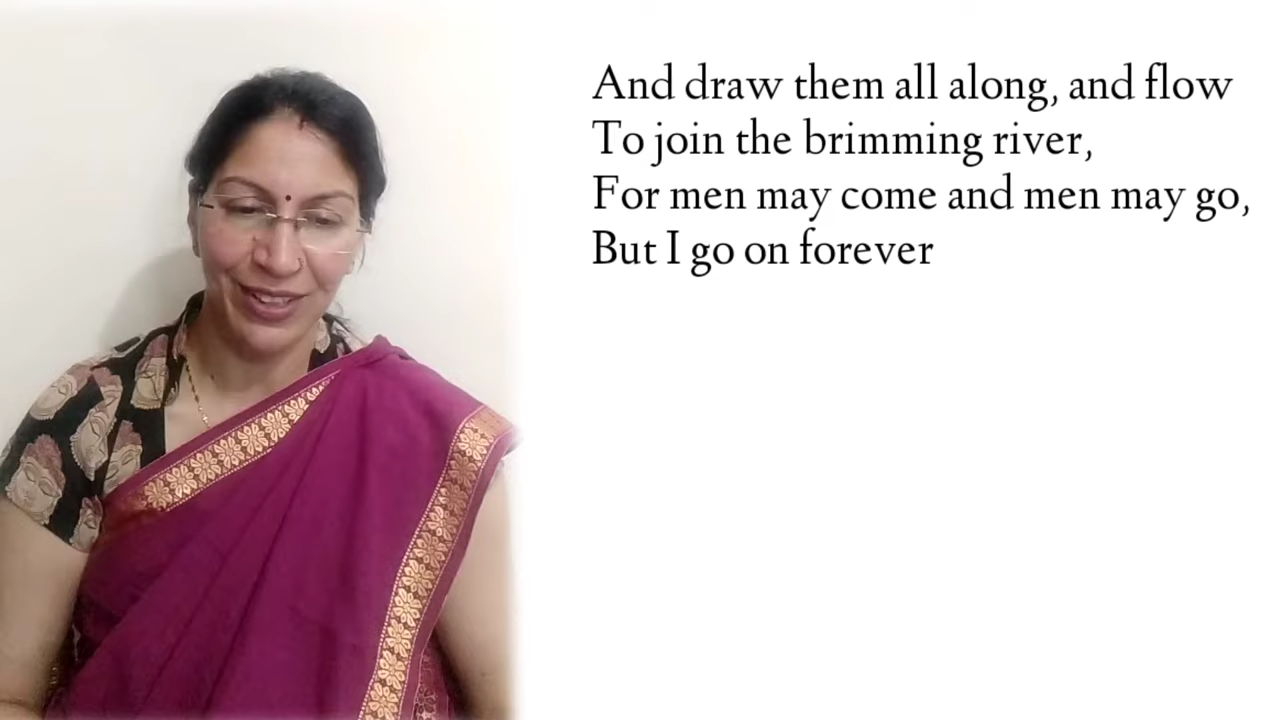 And draw them all along, and flow
To join the brimming river,
For men may come and men may go,
But I go on forever